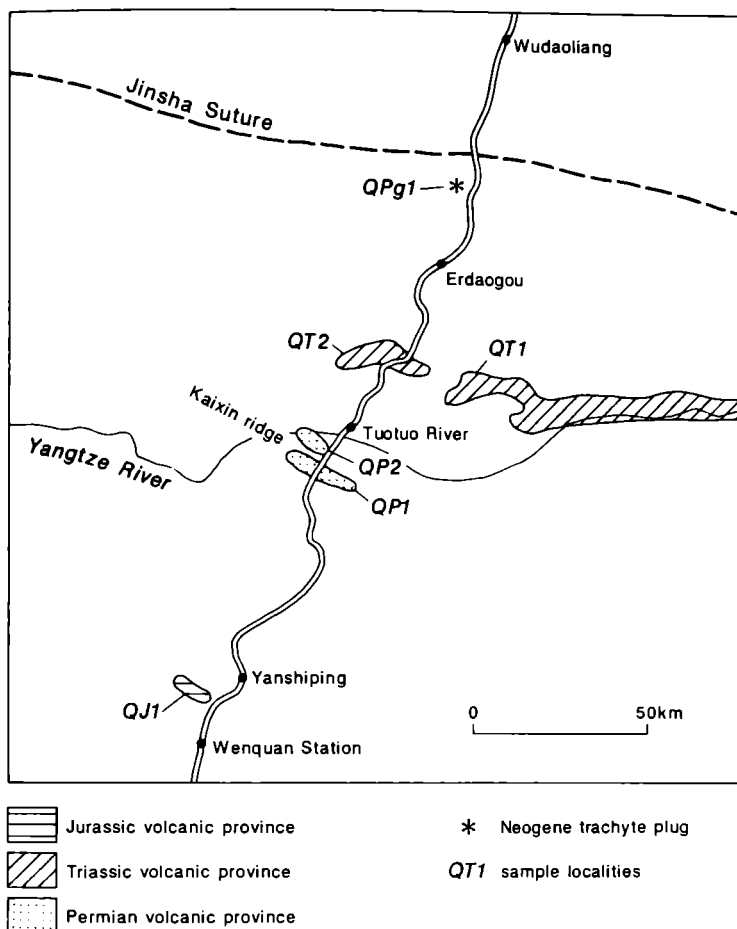 Wudaoliang
Jinsha Suture
QPg1
Erdaogou
QT2
QT1
Kaixin ridge
Tuotuo River
Yangtze River
QP2
QP1
Yanshiping
QJ1
Wenquan Station
0 50km
Jurassic volcanic province
Triassic volcanic province
Permian volcanic province
* Neogene trachyte plug
QT1 sample localities